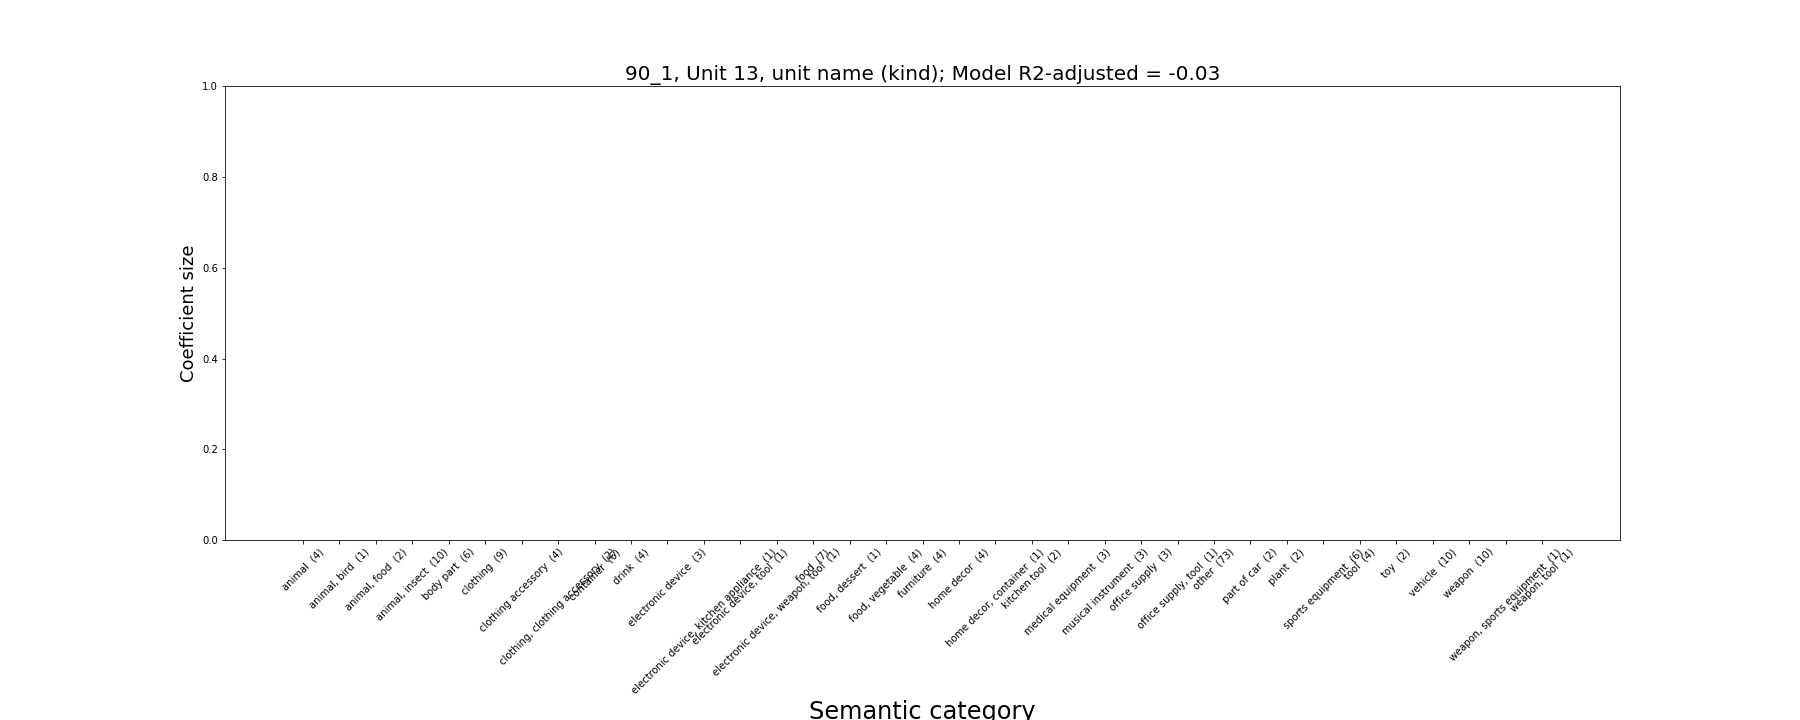 90_1, Unit 13, unit name (kind); Model R2-adjusted = -0.03
Coefficient size
1.0
0.8
0.6
0.4
0.2
0.0
animal (4)
animal, bird (1)
animal, food (2)
animal, insect (10)
body part (6)
clothing (9)
clothing accessory (4)
clothing, clothing accessory (2)
container (6)
drink (4)
electronic device (3)
electronic device, kitchen appliance (1)
electronic device, tool (1)
electronic device, weapon, tool (1)
food (7)
food, dessert (1)
food, vegetable (4)
furniture (4)
home decor (4)
home decor, container (1)
kitchen tool (2)
medical equipment (3)
musical instrument (3)
office supply (3)
office supply, tool (1)
other (73)
part of car (2)
plant (2)
sports equipment (6)
tool (4)
toy (2)
vehicle (10)
weapon (10)
weapon, sports equipment (1)
weapon, tool (1)
Semantic category